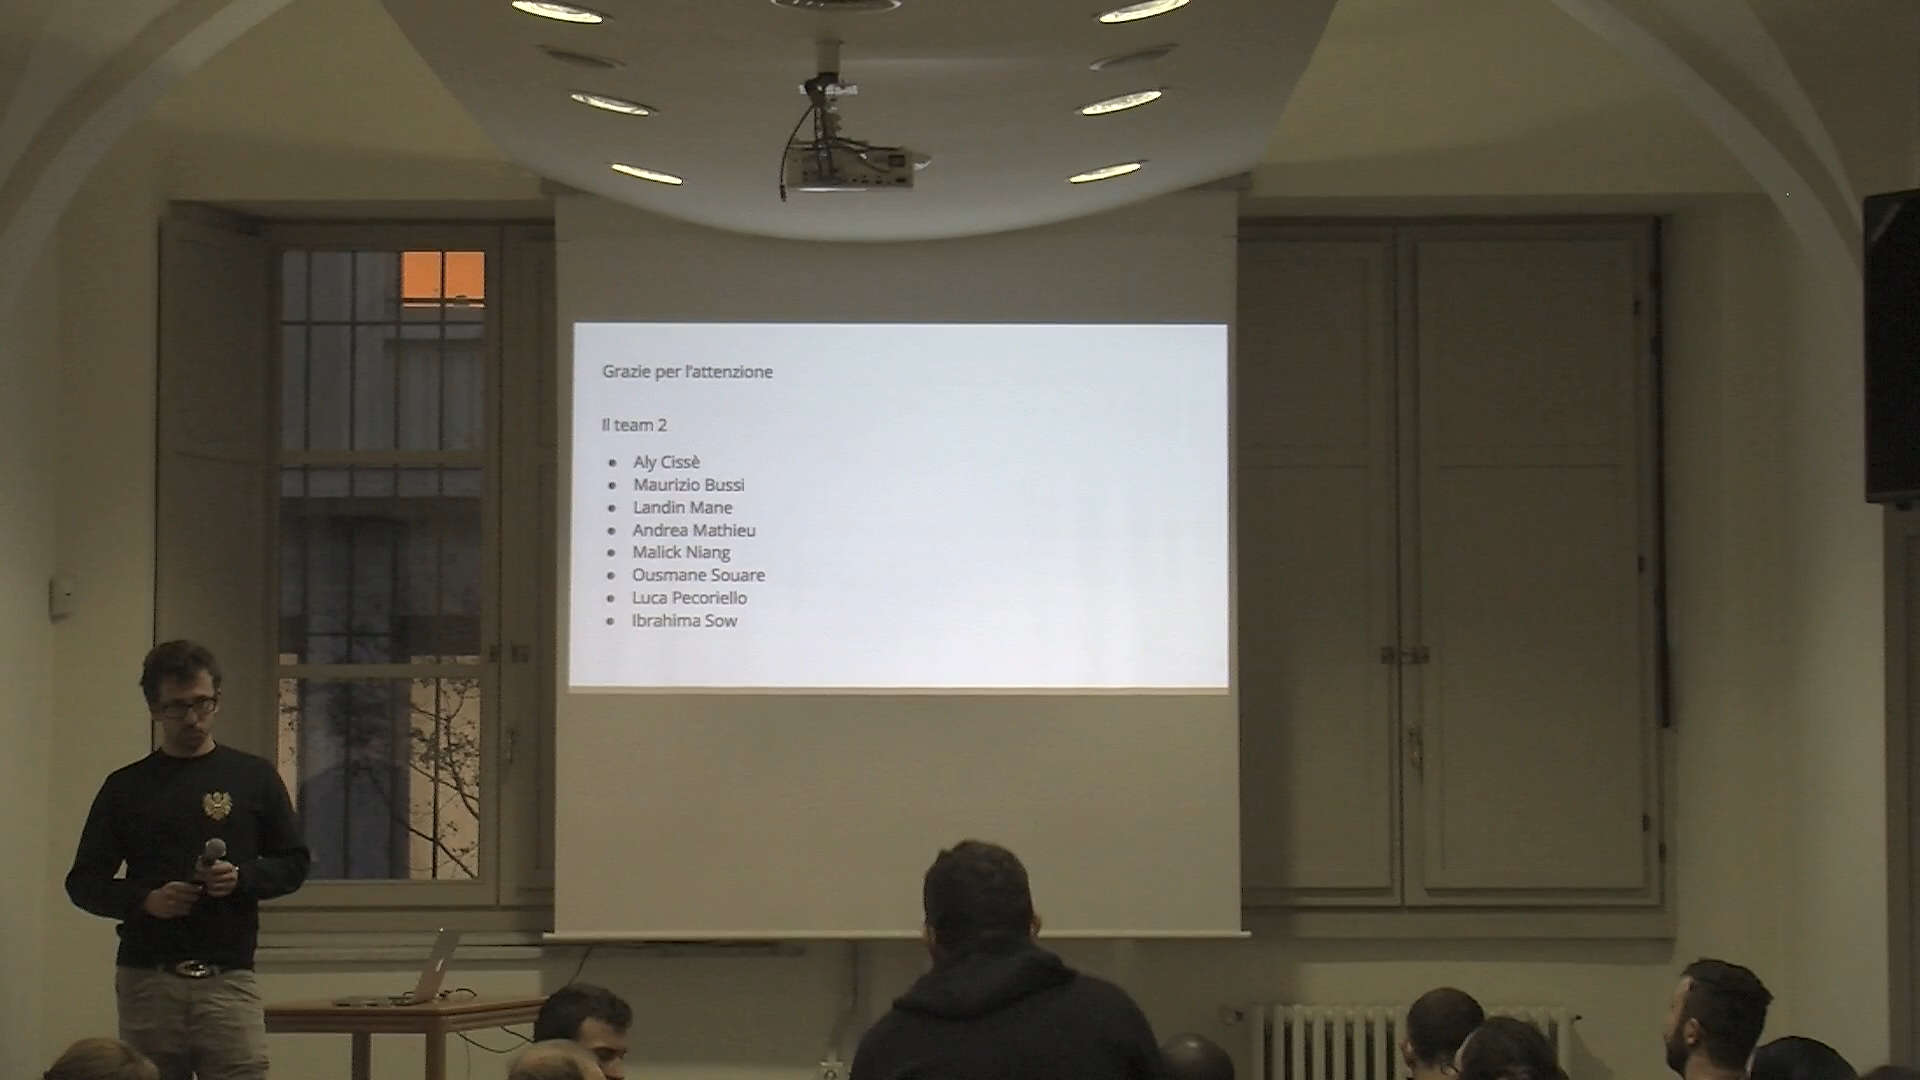 Grazie per l'attenzione
Il team 2
• Aly Cissè
• Maurizio Bussi
• Landin Mane
• Andrea Mathieu
• Malick Niang
• Ousmane Souare
• Luca Pecoriello
• Ibrahima Sow